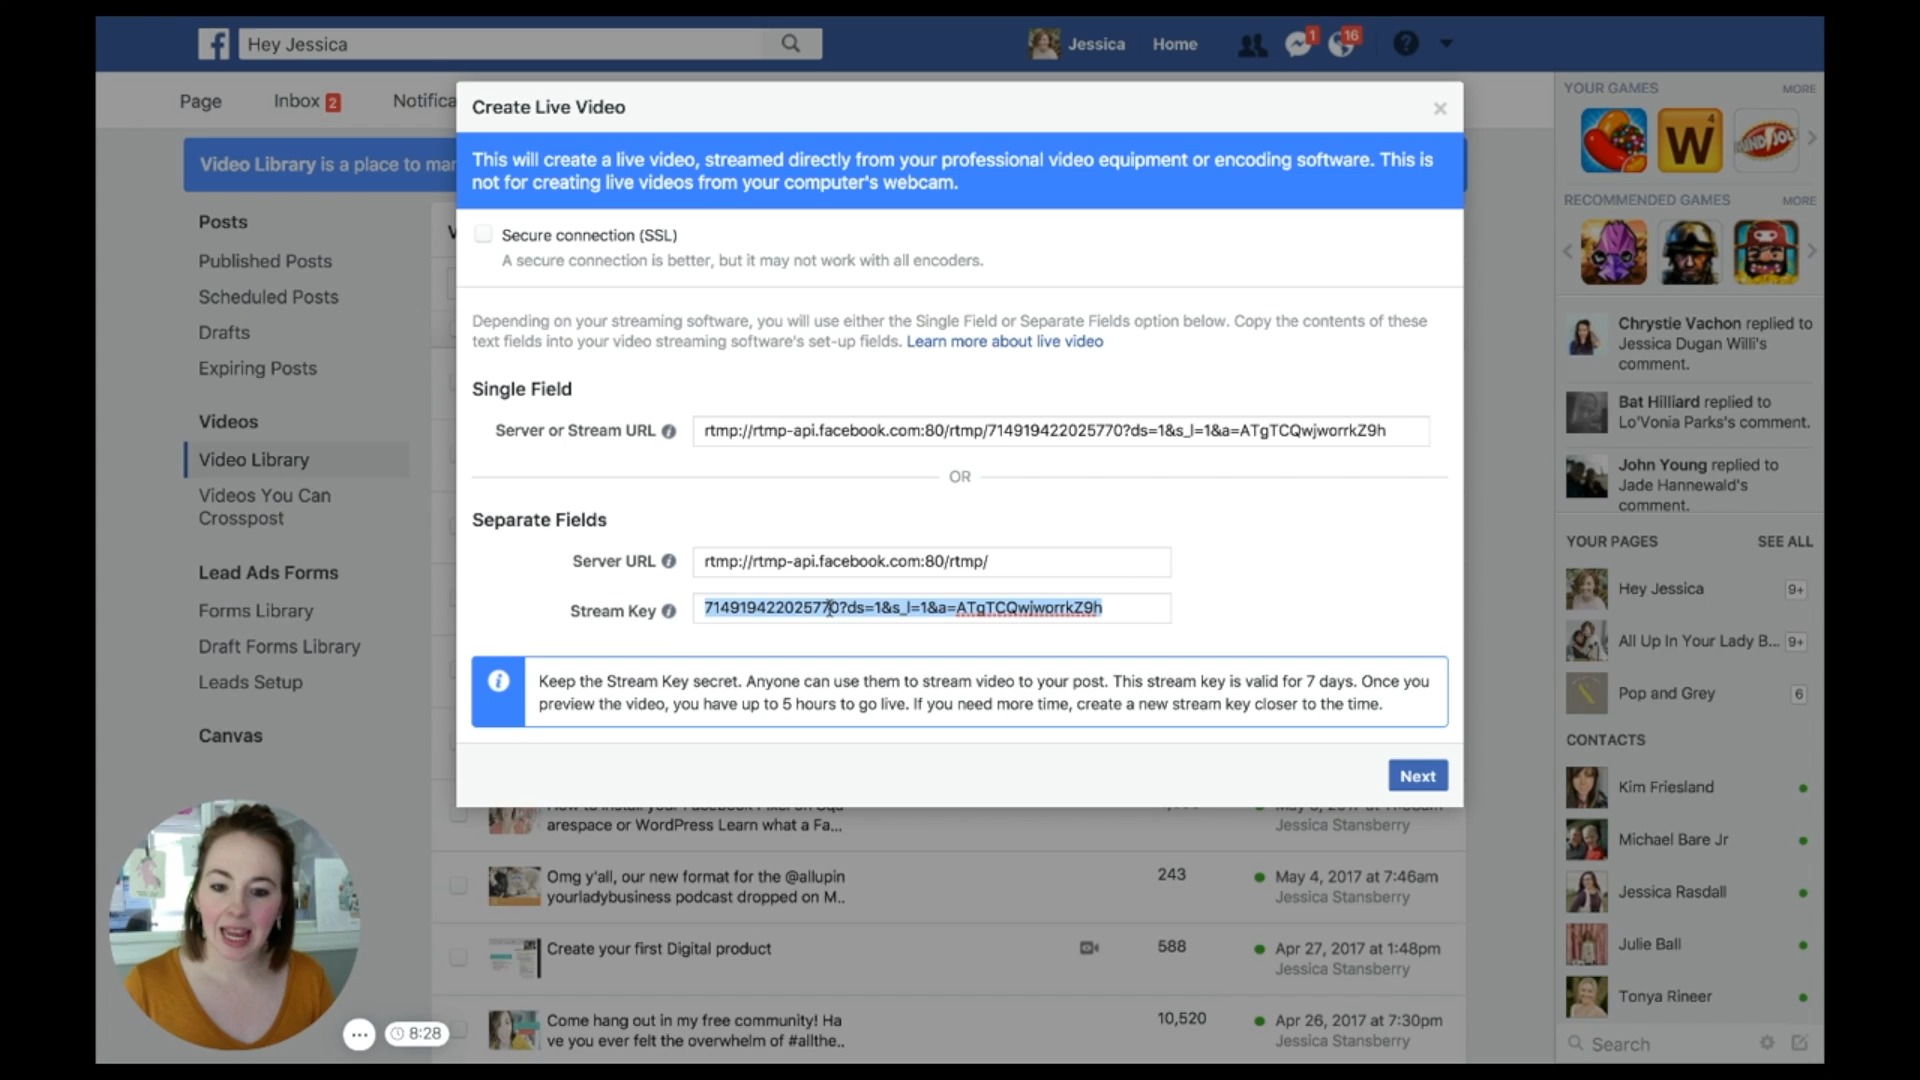 Hey Jessica
Jessica
Home
1
16
Page
Inbox 2
Notifica
Create Live Video
×
YOUR GAMES
MORE
Video Library is a place to mar
This will create a live video, streamed directly from your professional video equipment or encoding software. This is
not for creating live videos from your computer's webcam.
W
4
RECOMMENDED GAMES
MORE
Posts
Published Posts
Scheduled Posts
Drafts
Expiring Posts
Videos
Video Library
Videos You Can
Crosspost
Lead Ads Forms
Forms Library
Draft Forms Library
Leads Setup
Canvas
Secure connection (SSL)
A secure connection is better, but it may not work with all encoders.
Depending on your streaming software, you will use either the Single Field or Separate Fields option below. Copy the contents of these
text fields into your video streaming software's set-up fields. Learn more about live video
Single Field
Server or Stream URL
rtmp://rtmp-api.facebook.com:80/rtmp/714919422025770?ds=1&s_l=1&a=ATgTCQwjworrkZ9h
OR
Separate Fields
Server URL
rtmp://rtmp-api.facebook.com:80/rtmp/
Stream Key
714919422025770?ds=1&s_l=1&a=ATgTCQwjworrkZ9h
Keep the Stream Key secret. Anyone can use them to stream video to your post. This stream key is valid for 7 days. Once you
preview the video, you have up to 5 hours to go live. If you need more time, create a new stream key closer to the time.
Next
arespace or WordPress Learn what a Fa...
Jessica Stansberry
Omg y'all, our new format for the @allupin
yourladybusiness podcast dropped on M..
243
May 4, 2017 at 7:46am
Jessica Stansberry
Create your first Digital product
588
Apr 27, 2017 at 1:48pm
Jessica Stansberry
Come hang out in my free community! Ha
ve you ever felt the overwhelm of #allthe..
10,520
Apr 26, 2017 at 7:30pm
Jessica Stansberry
8:28
Chrystie Vachon replied to
Jessica Dugan Willi's
comment.
Bat Hilliard replied to
Lo'Vonia Parks's comment.
John Young replied to
Jade Hannewald's
comment.
YOUR PAGES
SEE ALL
Hey Jessica
9+
All Up In Your Lady B...
9+
Pop and Grey
6
CONTACTS
Kim Friesland
Michael Bare Jr
Jessica Rasdall
Julie Ball
Tonya Rineer
Search